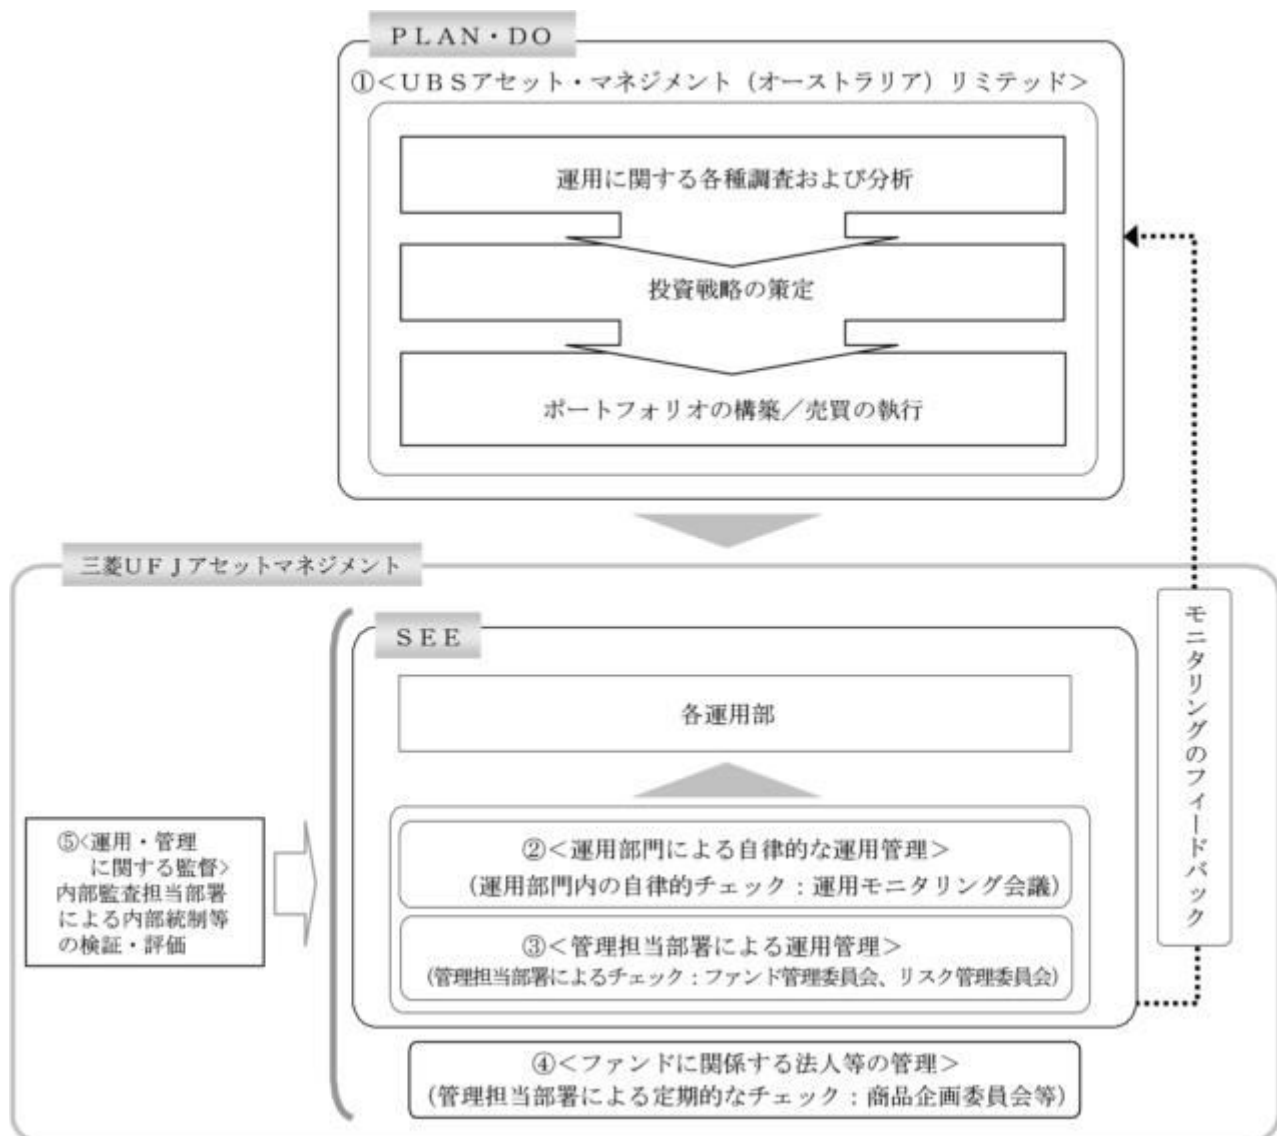 PLAN・DO
①<UBSアセット・マネジメント（オーストラリア）リミテッド>
運用に関する各種調査および分析
投資戦略の策定
ポートフォリオの構築／売買の執行
三菱UFJアセットマネジメント
SEE
各運用部
②<運用部門による自律的な運用管理>
（運用部門内の自律的チェック：運用モニタリング会議）
③<管理担当部署による運用管理>
（管理担当部署によるチェック：ファンド管理委員会、リスク管理委員会）
④<ファンドに関係する法人等の管理>
（管理担当部署による定期的なチェック：商品企画委員会等）
⑤<運用・管理
に関する監督>
内部監査担当部署
による内部統制等
の検証・評価
モニタリングのフィードバック